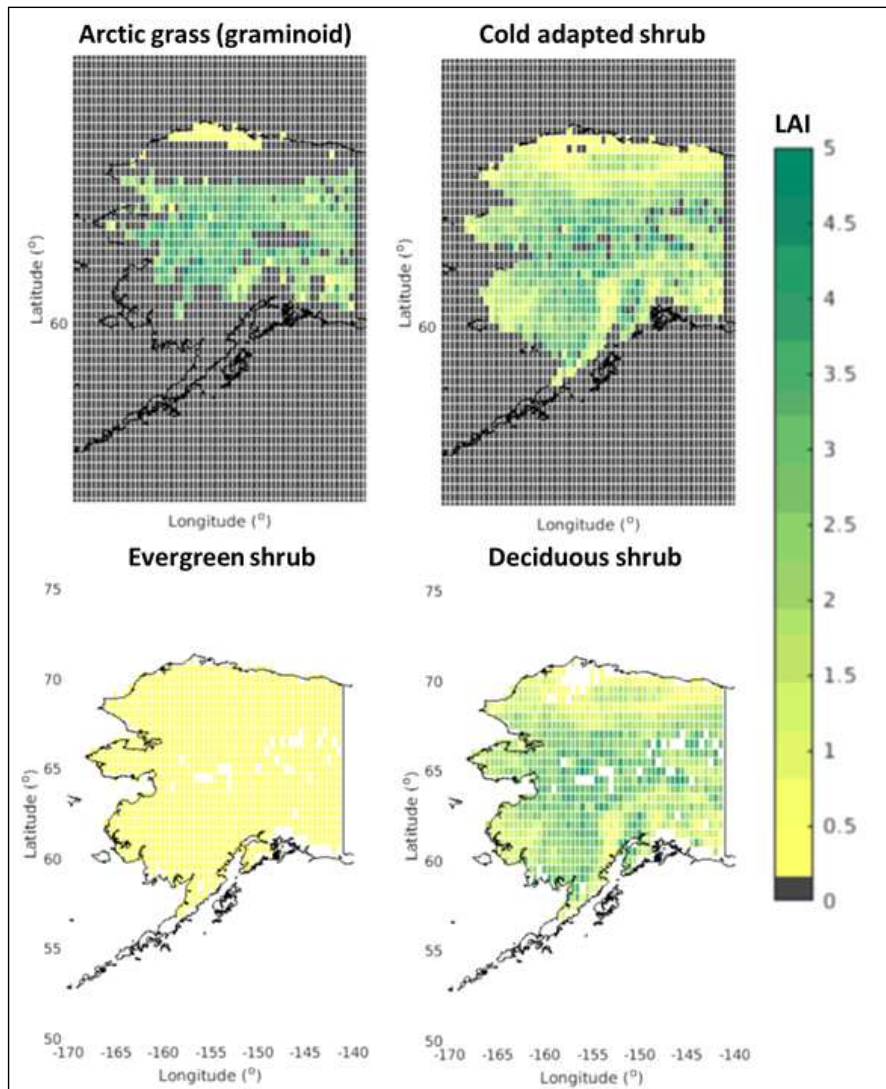 Arctic grass (graminoid)
Cold adapted shrub
LAI
5
4.5
4
3.5
3
2.5
2
1.5
1
0.5
0
Latitude (°)
60
Longitude (°)
Latitude (°)
60
Longitude (°)
Evergreen shrub
Deciduous shrub
75
70
65
60
55
50
Latitude (°)
-170 -165 -160 -155 -150 -145 -140
Longitude (°)
70
65
60
55
50
Latitude (°)
-170 -165 -160 -155 -150 -145 -140
Longitude (°)